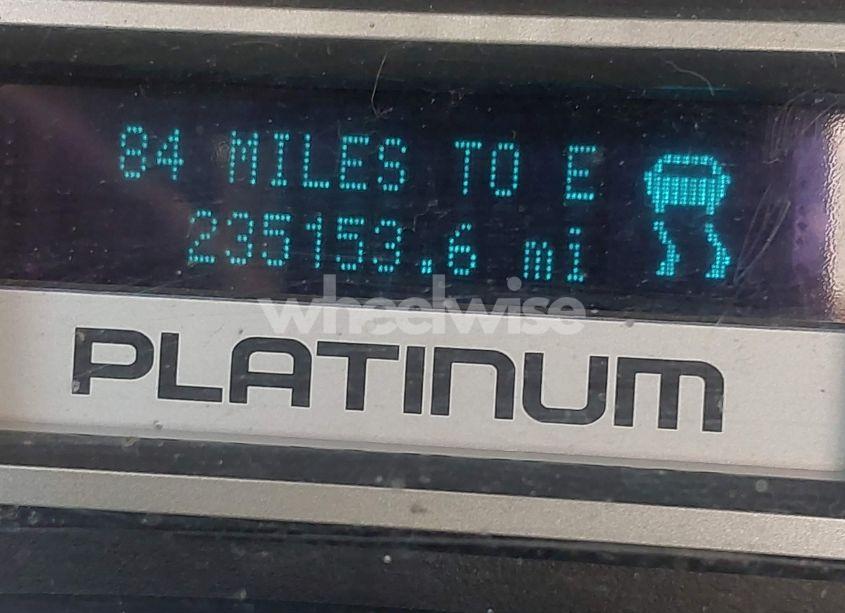 84 MILES TO E
235153.6 mi
wheelwise
PLATINUM